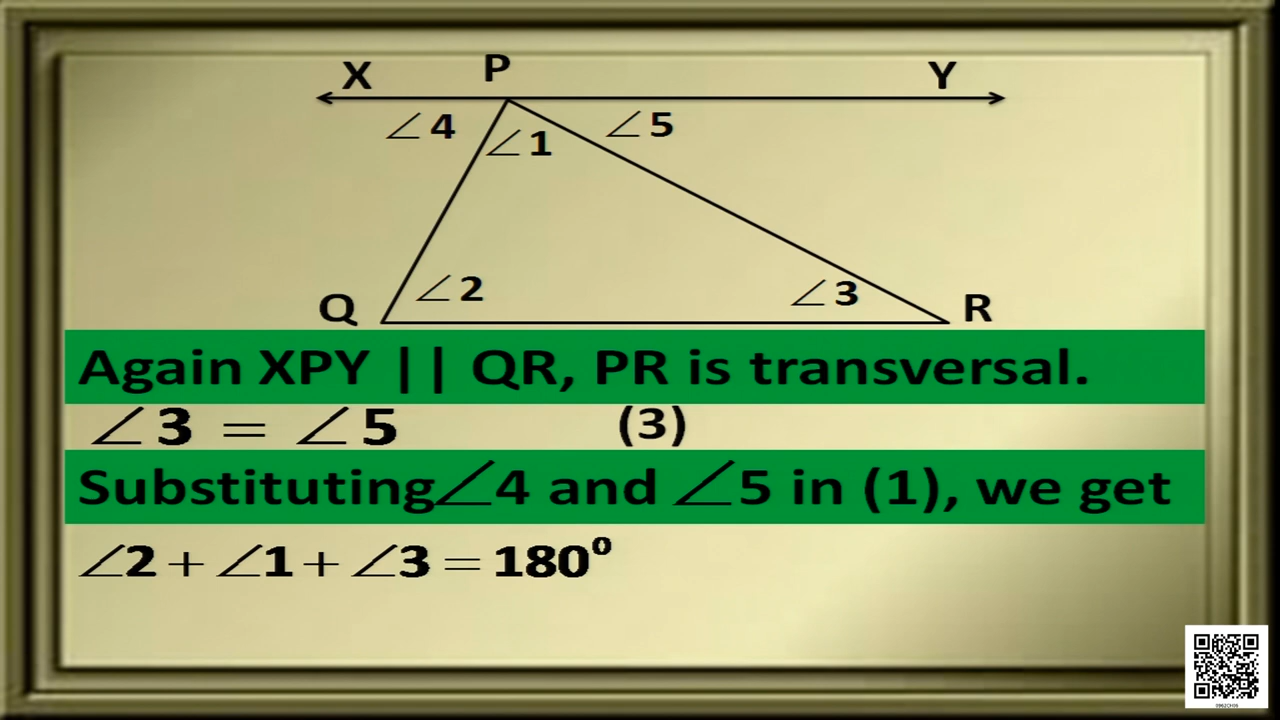 X P Y
∠4 ∠1 ∠5
Q ∠2 ∠3 R
Again XPY || QR, PR is transversal.
∠3 = ∠5 (3)
Substituting∠4 and ∠5 in (1), we get
∠2 + ∠1 + ∠3 = 180⁰